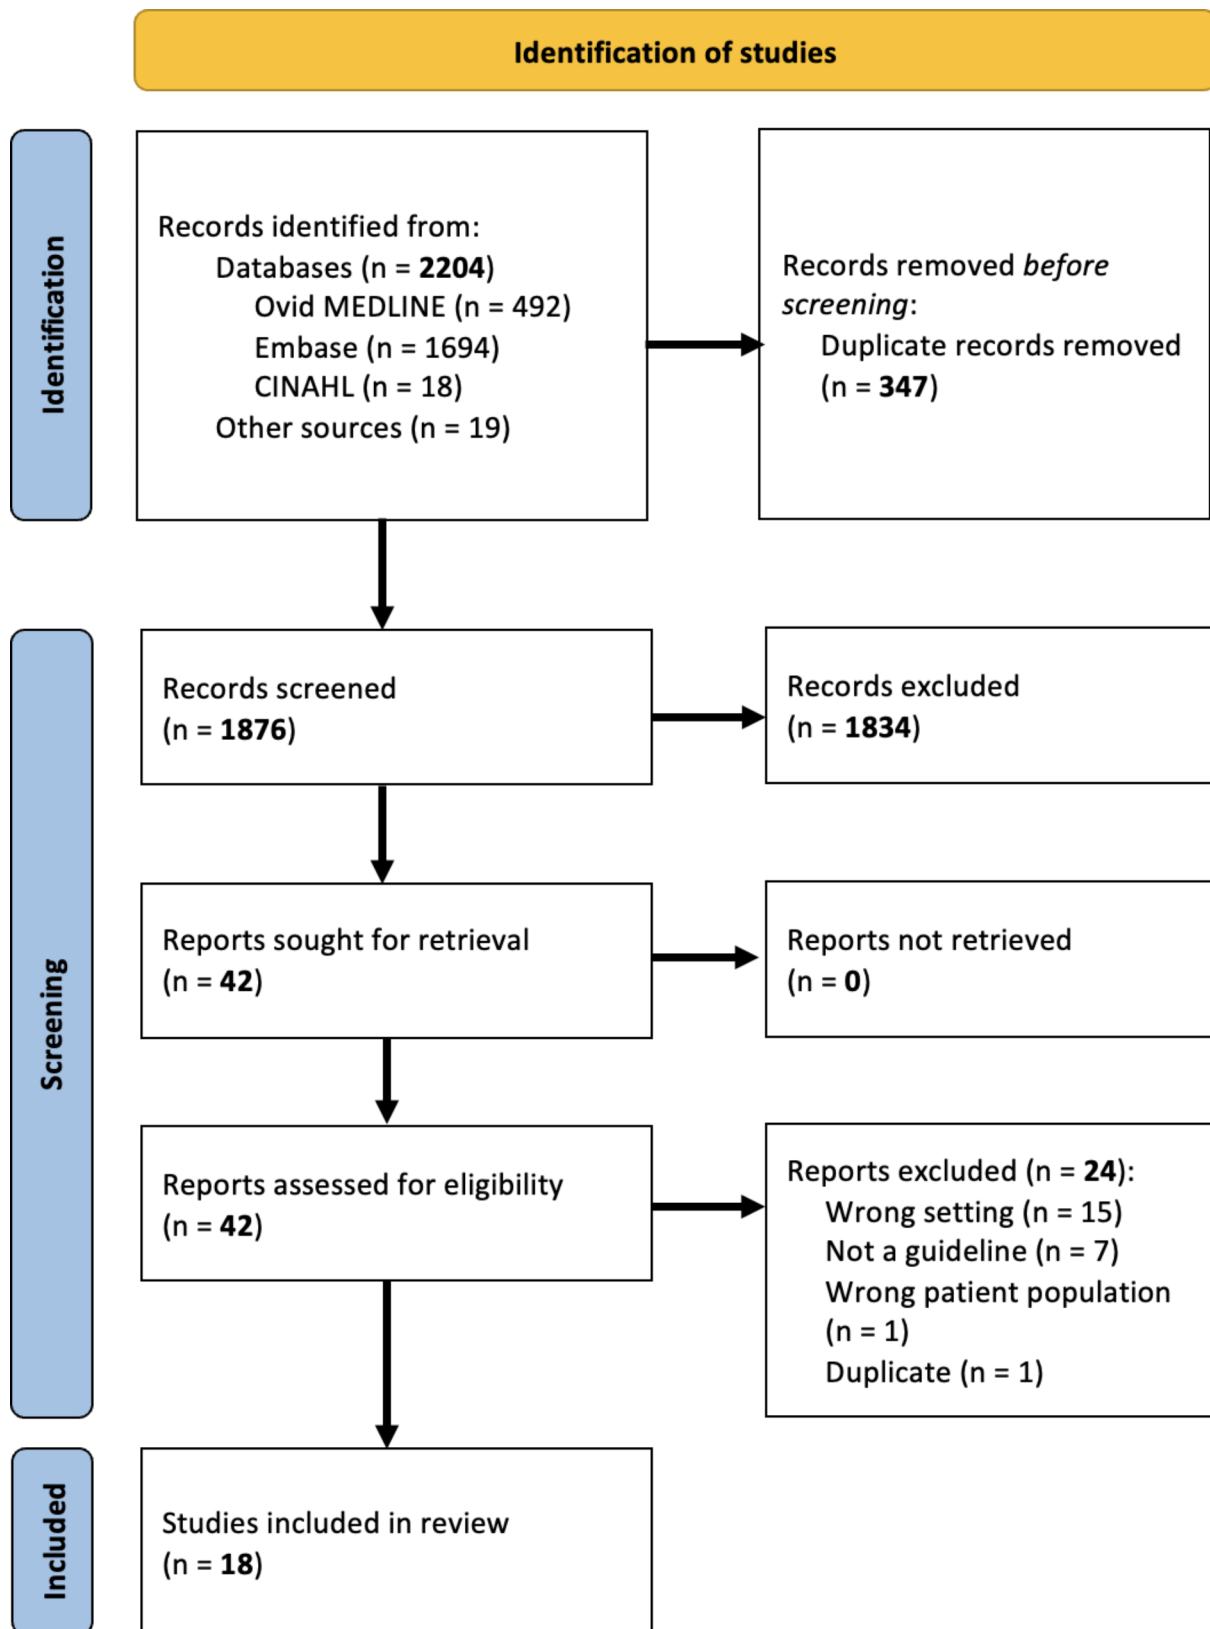 Identification of studies
Identification
Records identified from:
Databases (n = 2204)
Ovid MEDLINE (n = 492)
Embase (n = 1694)
CINAHL (n = 18)
Other sources (n = 19)
Records removed before
screening:
Duplicate records removed
(n = 347)
Screening
Records screened
(n = 1876)
Records excluded
(n = 1834)
Reports sought for retrieval
(n = 42)
Reports not retrieved
(n = 0)
Reports assessed for eligibility
(n = 42)
Reports excluded (n = 24):
Wrong setting (n = 15)
Not a guideline (n = 7)
Wrong patient population
(n = 1)
Duplicate (n = 1)
Included
Studies included in review
(n = 18)